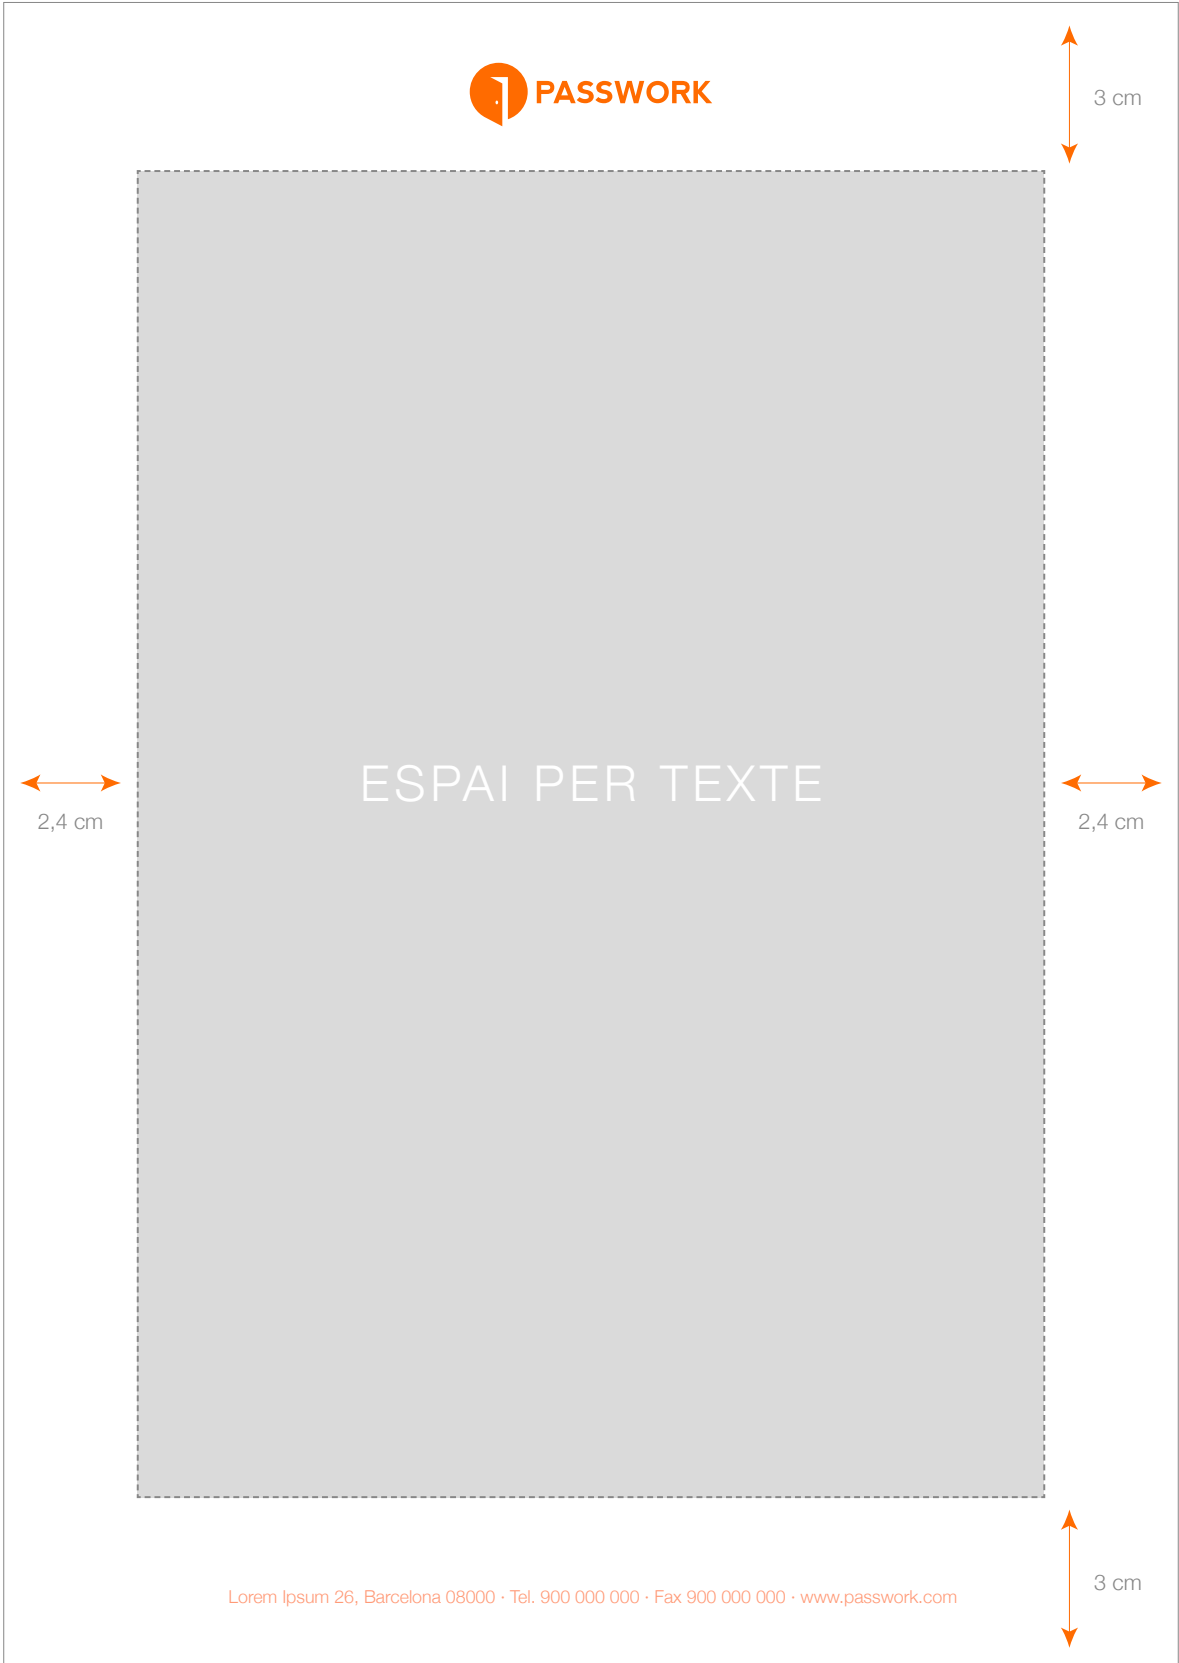 PASSWORK
3 cm
ESPAI PER TEXTE
2,4 cm
2,4 cm
Lorem Ipsum 26, Barcelona 08000 · Tel. 900 000 000 · Fax 900 000 000 · www.passwork.com
3 cm